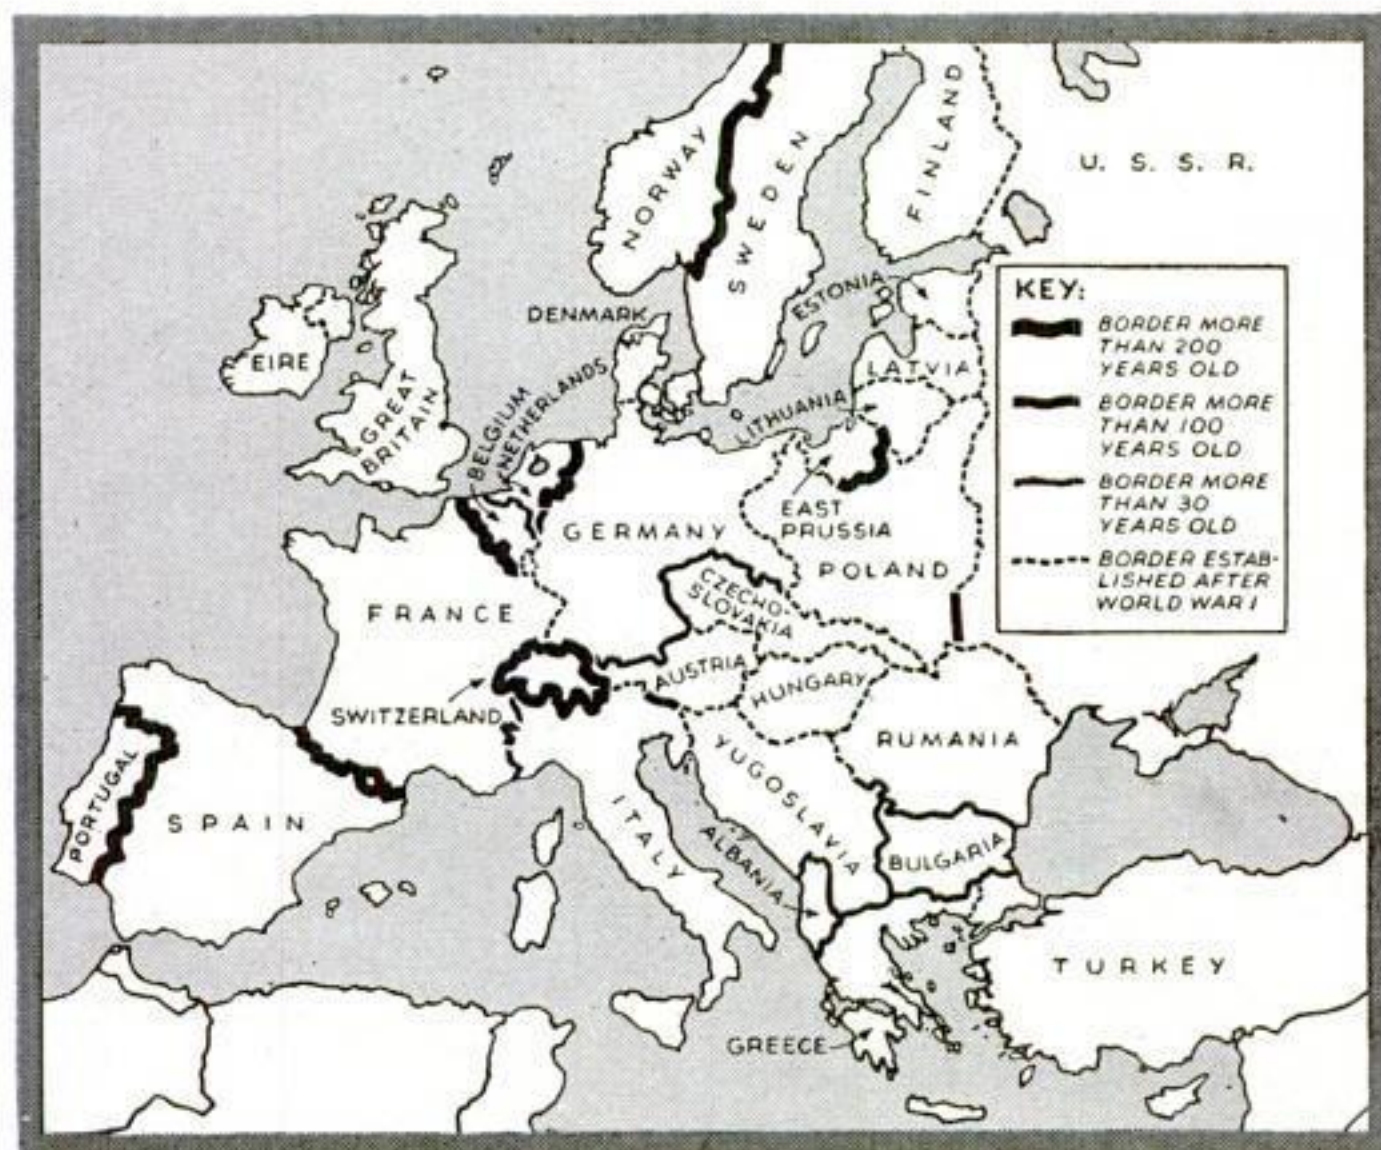 NORWAY
SWEDEN
FINLAND
U. S. S. R.
ESTONIA
DENMARK
LATVIA
LITHUANIA
EIRE
GREAT
BRITAIN
BELGIUM
NETHERLANDS
EAST
PRUSSIA
GERMANY
POLAND
CZECHO-
SLOVAKIA
FRANCE
AUSTRIA
HUNGARY
SWITZERLAND
RUMANIA
YUGOSLAVIA
PORTUGAL
SPAIN
ITALY
ALBANIA
BULGARIA
TURKEY
GREECE
KEY:
BORDER MORE
THAN 200
YEARS OLD
BORDER MORE
THAN 100
YEARS OLD
BORDER MORE
THAN 30
YEARS OLD
BORDER ESTAB-
LISHED AFTER
WORLD WAR I